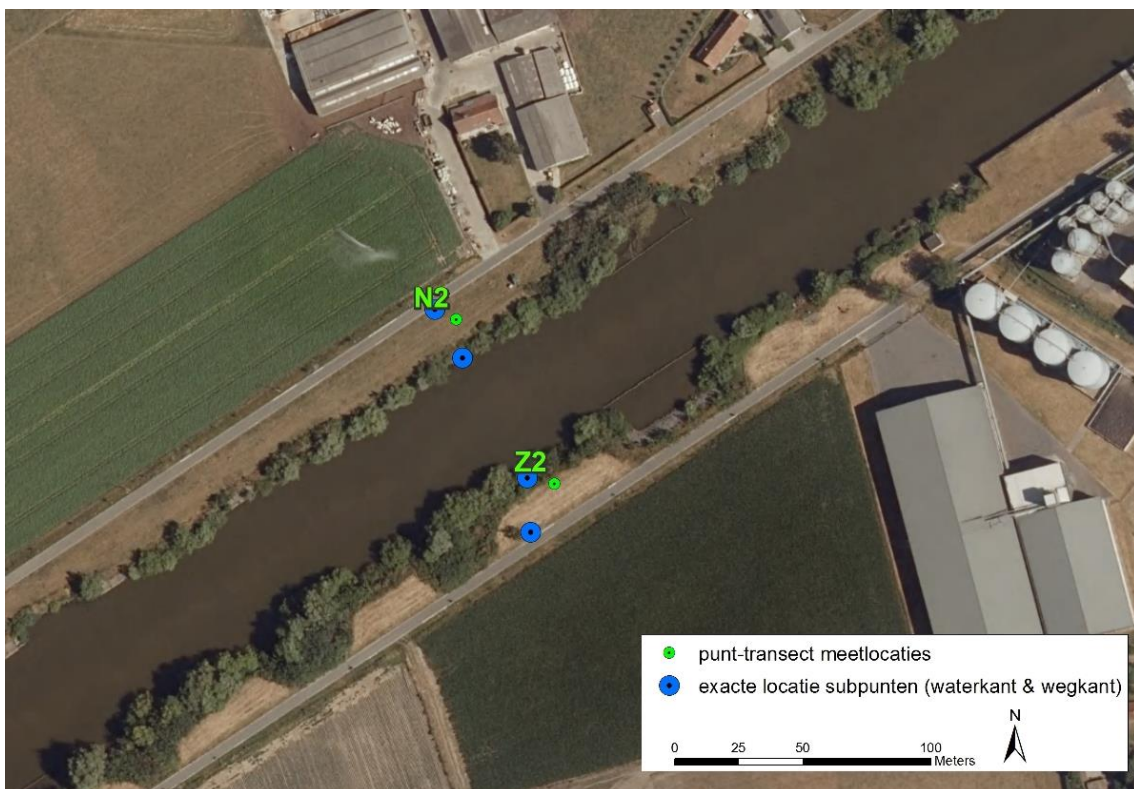 N2
Z2
punt-transect meetlocaties
exacte locatie subpunten (waterkant & wegkant)
N
0 25 50 100
Meters